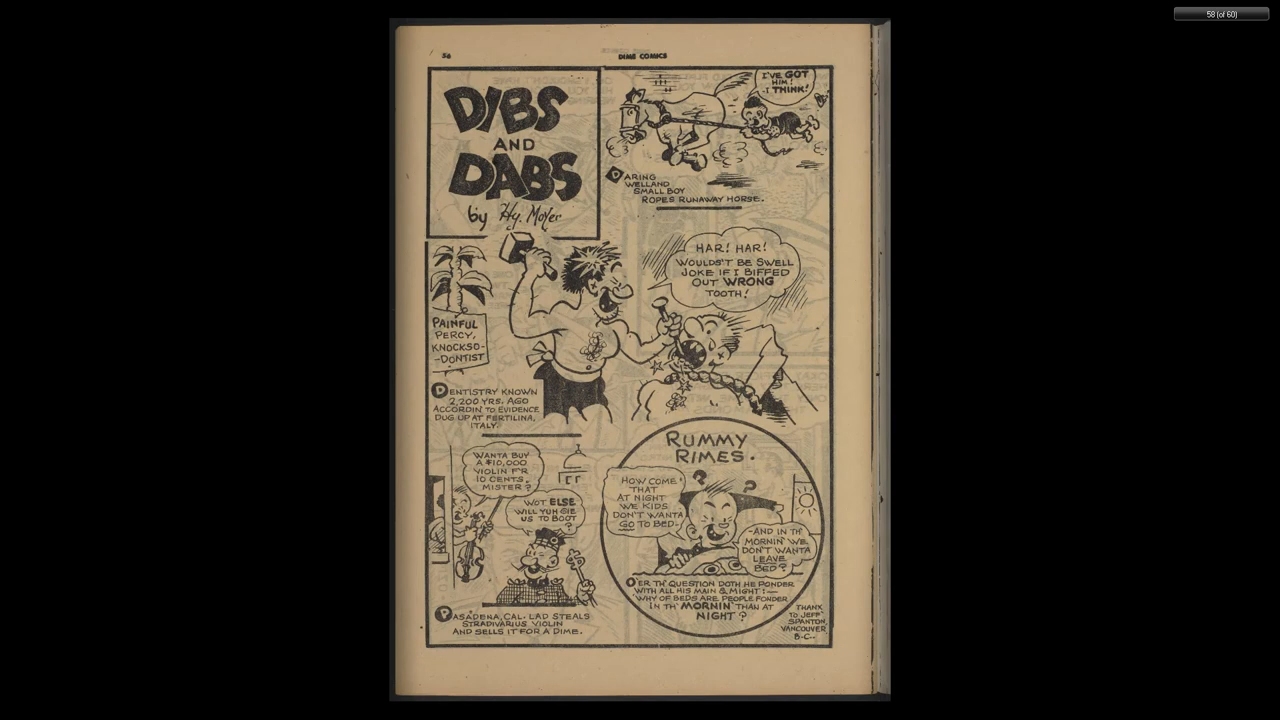 58 (of 60)
56
DIME COMICS
DIBS
AND
DABS
by Hy. Moyer
I'VE GOT
HIM!
-I THINK!
DARING
WELLAND
SMALL BOY
ROPES RUNAWAY HORSE.
HAR! HAR!
WOULDS'T BE SWELL
JOKE IF I BIFFED
OUT WRONG
TOOTH!
PAINFUL
PERCY,
KNOCKSO-
-DONTIST
DENTISTRY KNOWN
2,200 YRS. AGO
ACCORDIN' TO EVIDENCE
DUG UP AT FERTILINA,
ITALY.
WANTA BUY
A $10,000
VIOLIN F'R
10 CENTS,
MISTER?
WOT ELSE
WILL YUH GIE
US TO BOOT
?
PASADENA, CAL. LAD STEALS
STRADIVARIUS VIOLIN
AND SELLS IT FOR A DIME.
RUMMY
RIMES.
HOW COME
THAT
AT NIGHT
WE KIDS
DON'T WANTA
GO TO BED-
? ?
-AND IN TH'
MORNIN' WE
DON'T WANTA
LEAVE
BED?
OER TH' QUESTION DOTH HE PONDER
WITH ALL HIS MAIN & MIGHT:—
'WHY OF BEDS ARE PEOPLE FONDER
IN TH' MORNIN' THAN AT
NIGHT?
THANX
TO JEFF
SPANTON,
VANCOUVER,
B-C-.